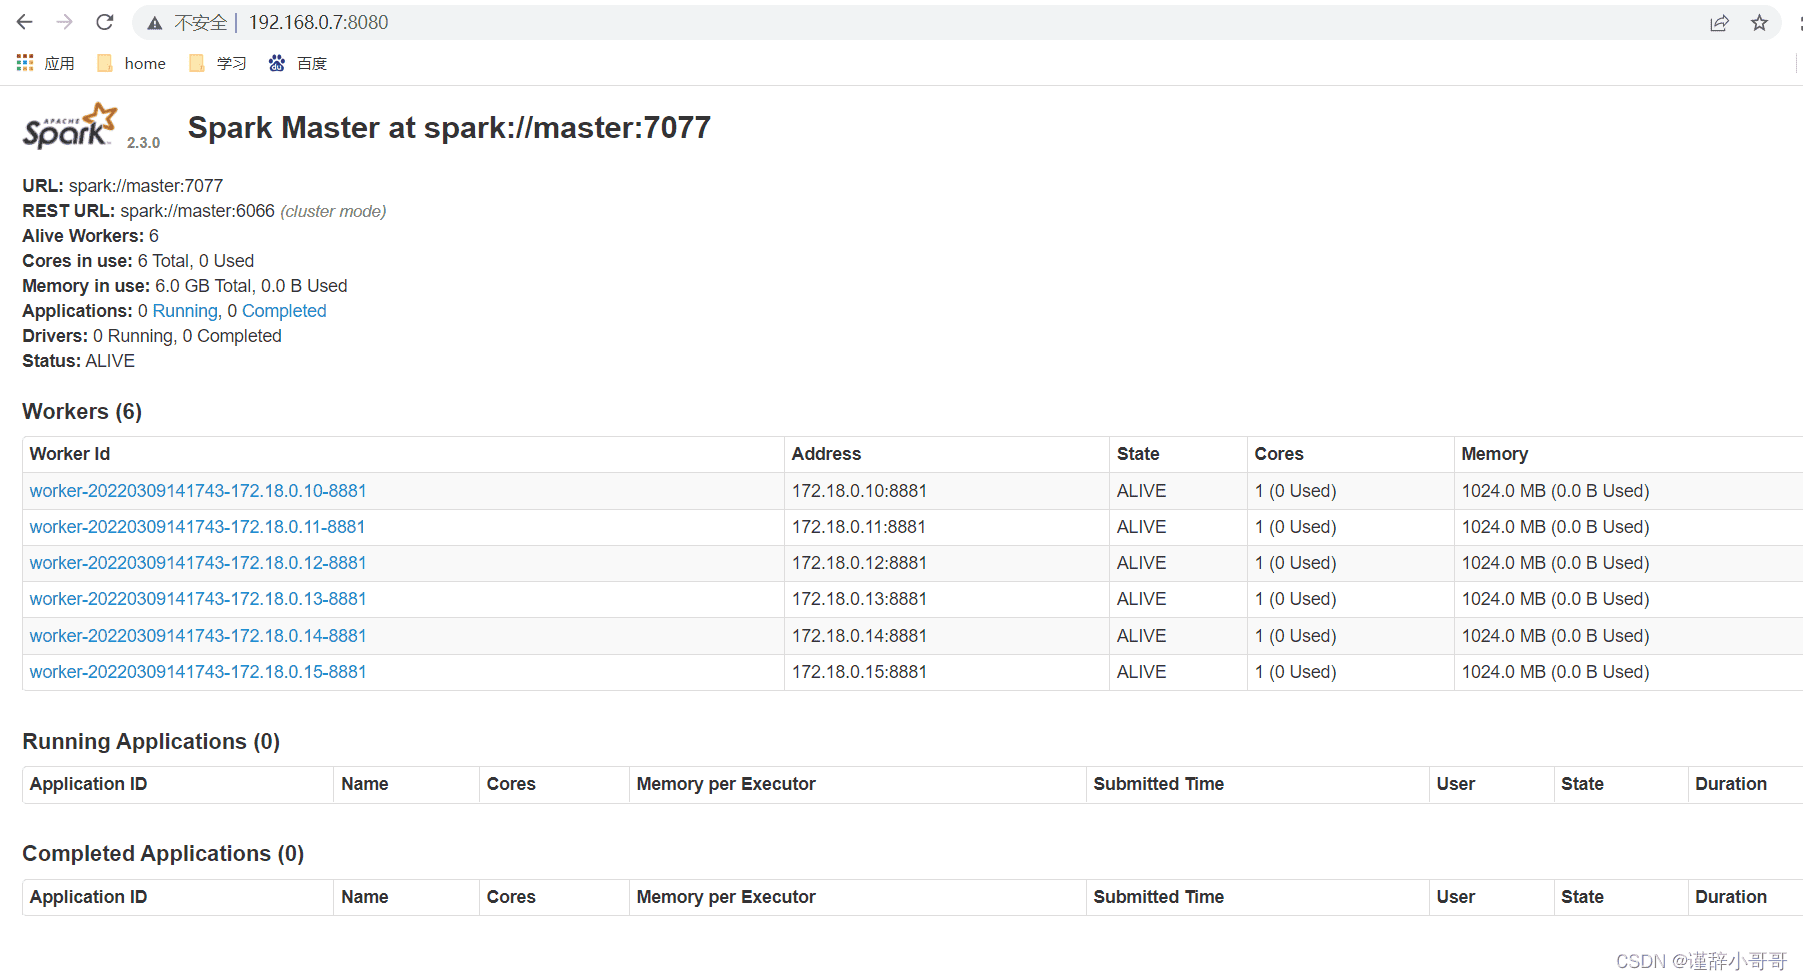 不安全 192.168.0.7:8080
应用 home 学习 百度
APACHE Spark 2.3.0 Spark Master at spark://master:7077
URL: spark://master:7077
REST URL: spark://master:6066 (cluster mode)
Alive Workers: 6
Cores in use: 6 Total, 0 Used
Memory in use: 6.0 GB Total, 0.0 B Used
Applications: 0 Running, 0 Completed
Drivers: 0 Running, 0 Completed
Status: ALIVE
Workers (6)
Worker Id Address State Cores Memory
worker-20220309141743-172.18.0.10-8881 172.18.0.10:8881 ALIVE 1 (0 Used) 1024.0 MB (0.0 B Used)
worker-20220309141743-172.18.0.11-8881 172.18.0.11:8881 ALIVE 1 (0 Used) 1024.0 MB (0.0 B Used)
worker-20220309141743-172.18.0.12-8881 172.18.0.12:8881 ALIVE 1 (0 Used) 1024.0 MB (0.0 B Used)
worker-20220309141743-172.18.0.13-8881 172.18.0.13:8881 ALIVE 1 (0 Used) 1024.0 MB (0.0 B Used)
worker-20220309141743-172.18.0.14-8881 172.18.0.14:8881 ALIVE 1 (0 Used) 1024.0 MB (0.0 B Used)
worker-20220309141743-172.18.0.15-8881 172.18.0.15:8881 ALIVE 1 (0 Used) 1024.0 MB (0.0 B Used)
Running Applications (0)
Application ID Name Cores Memory per Executor Submitted Time User State Duration
Completed Applications (0)
Application ID Name Cores Memory per Executor Submitted Time User State Duration
CSDN @谨辞小哥哥